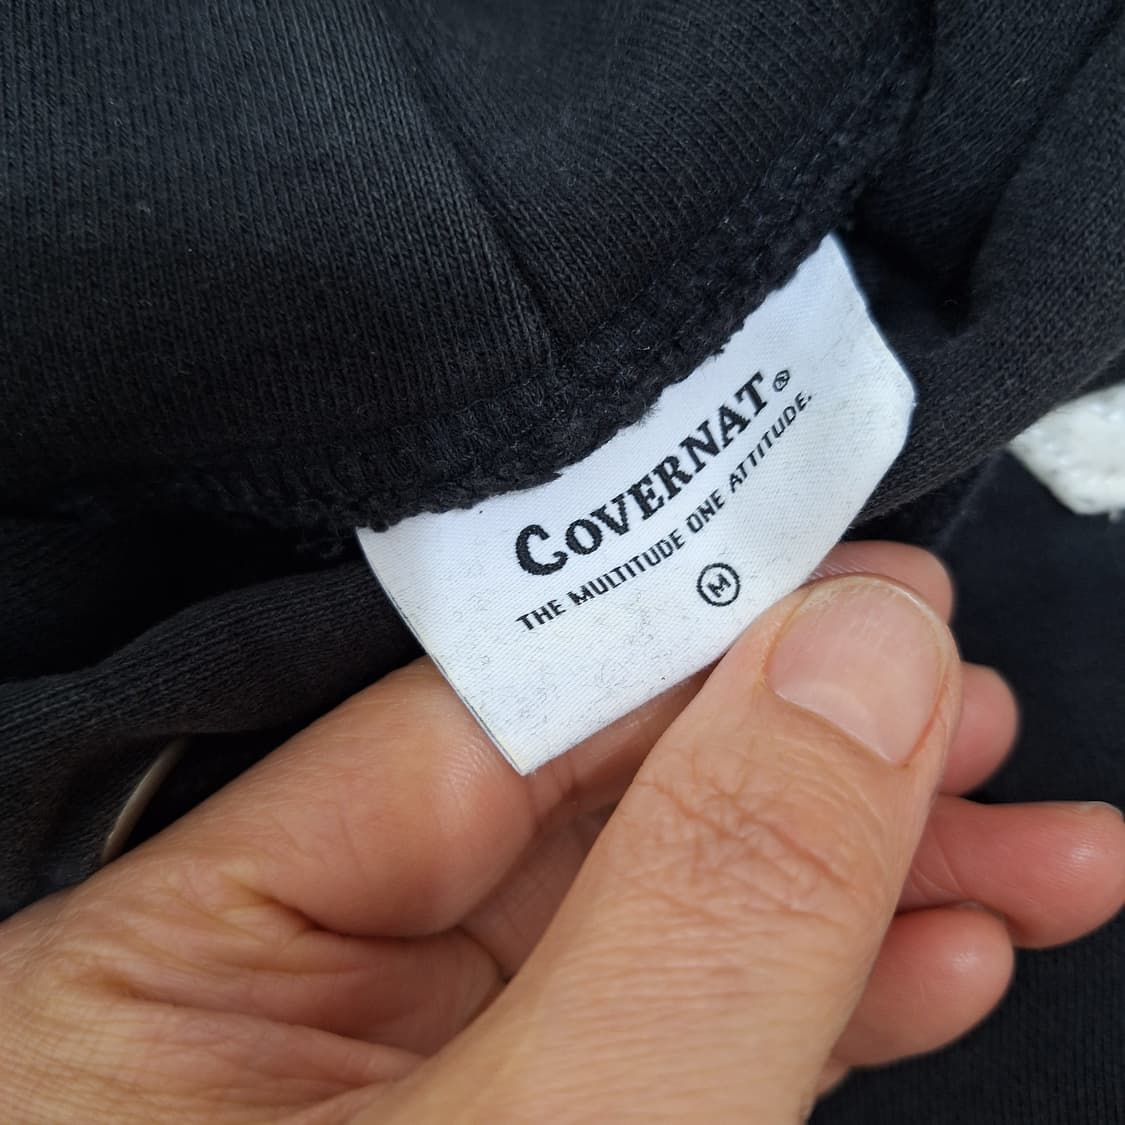 COVERNAT®
THE MULTITUDE ONE ATTITUDE.
M